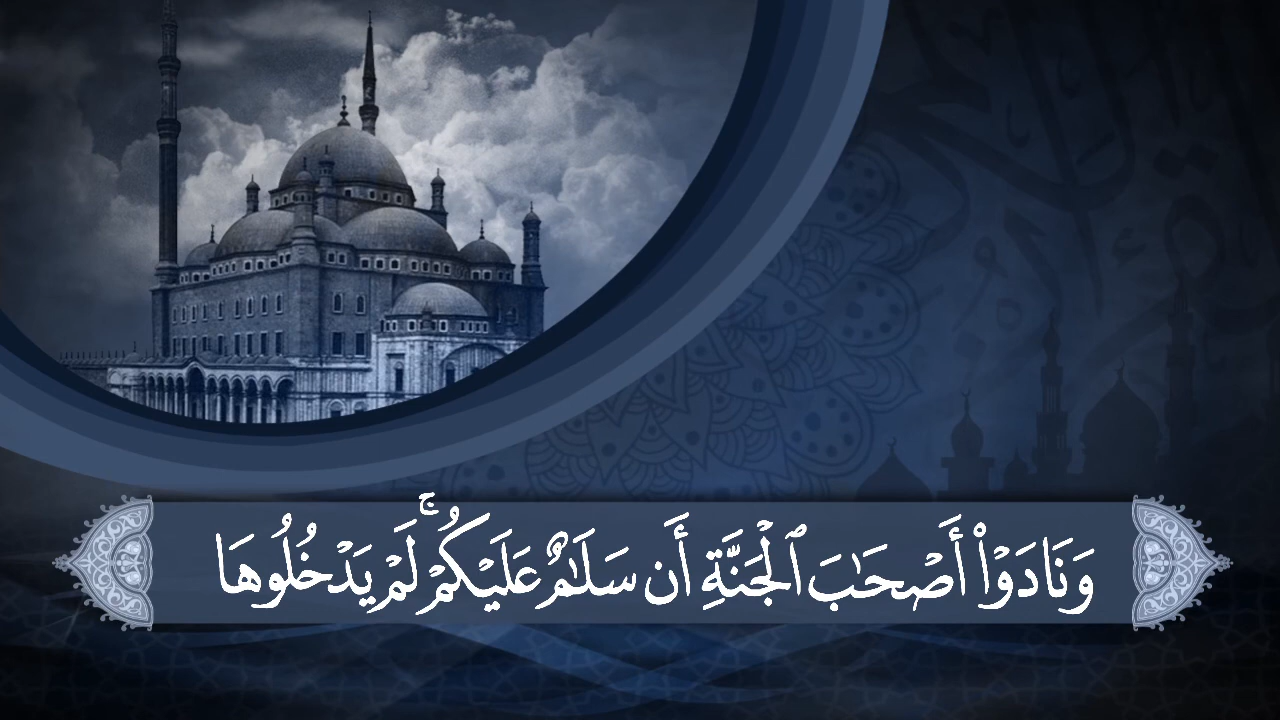 وَنَادَوْا۟ أَصْحَـٰبَ ٱلْجَنَّةِ أَن سَلَـٰمٌ عَلَيْكُمْ ۚ لَمْ يَدْخُلُوهَا